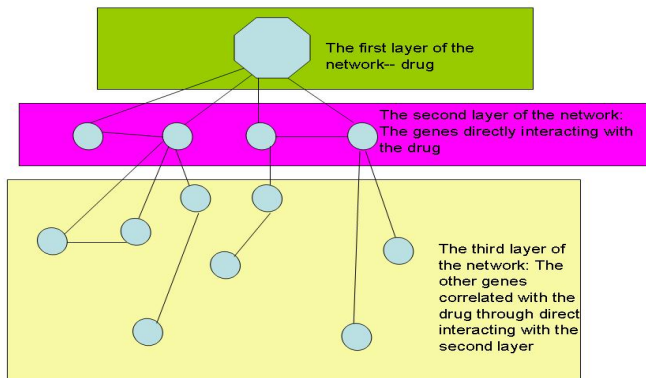 The first layer of the
network-- drug
The second layer of the network:
The genes directly interacting with
the drug
The third layer of
the network: The
other genes
correlated with the
drug through direct
interacting with the
second layer